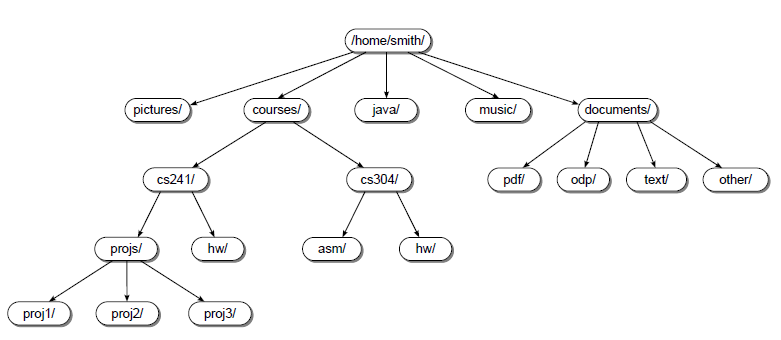 /home/smith/
pictures/ courses/ java/ music/ documents/
cs241/ cs304/ pdf/ odp/ text/ other/
projs/ hw/ asm/ hw/
proj1/ proj2/ proj3/